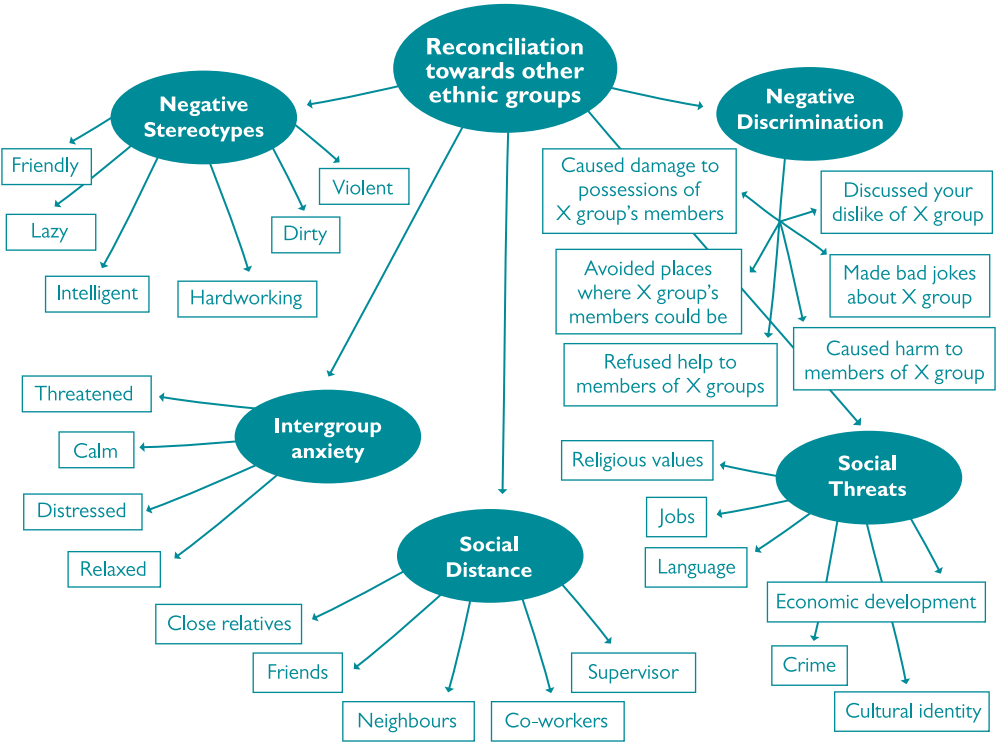 Reconciliation
towards other
ethnic groups
Negative
Stereotypes
Friendly
Lazy
Intelligent
Hardworking
Dirty
Violent
Negative
Discrimination
Caused damage to
possessions of
X group's members
Discussed your
dislike of X group
Avoided places
where X group's
members could be
Made bad jokes
about X group
Refused help to
members of X groups
Caused harm to
members of X group
Intergroup
anxiety
Threatened
Calm
Distressed
Relaxed
Social
Distance
Close relatives
Friends
Neighbours
Co-workers
Supervisor
Social
Threats
Religious values
Jobs
Language
Economic development
Crime
Cultural identity